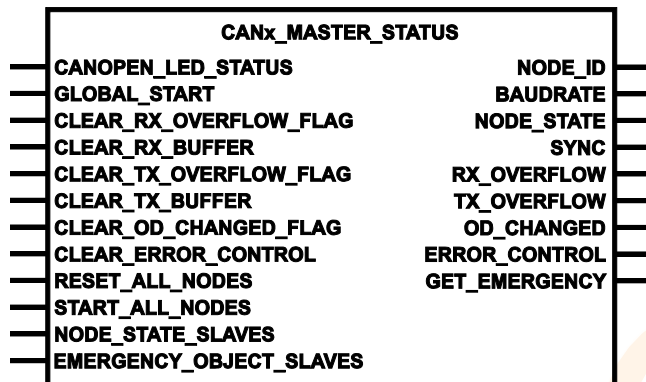 CANx_MASTER_STATUS
CANOPEN_LED_STATUS NODE_ID
GLOBAL_START BAUDRATE
CLEAR_RX_OVERFLOW_FLAG NODE_STATE
CLEAR_RX_BUFFER SYNC
CLEAR_TX_OVERFLOW_FLAG RX_OVERFLOW
CLEAR_TX_BUFFER TX_OVERFLOW
CLEAR_OD_CHANGED_FLAG OD_CHANGED
CLEAR_ERROR_CONTROL ERROR_CONTROL
RESET_ALL_NODES GET_EMERGENCY
START_ALL_NODES
NODE_STATE_SLAVES
EMERGENCY_OBJECT_SLAVES